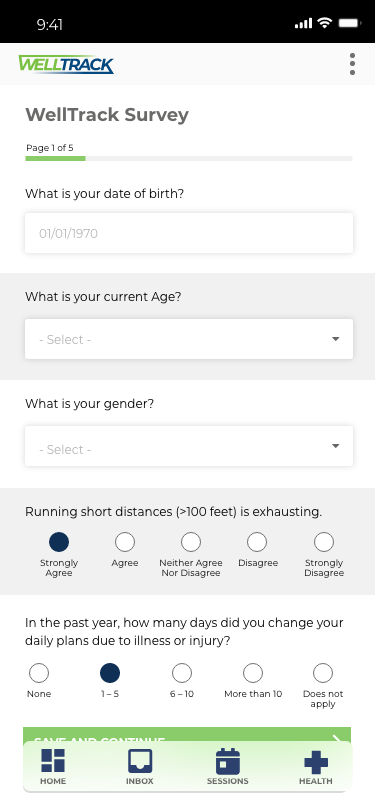 9:41
WELLTRACK
WellTrack Survey
Page 1 of 5
What is your date of birth?
01/01/1970
What is your current Age?
- Select -
What is your gender?
- Select -
Running short distances (>100 feet) is exhausting.
Strongly Agree
Agree
Neither Agree Nor Disagree
Disagree
Strongly Disagree
In the past year, how many days did you change your
daily plans due to illness or injury?
None
1 – 5
6 – 10
More than 10
Does not apply
SAVE AND CONTINUE
HOME
INBOX
SESSIONS
HEALTH